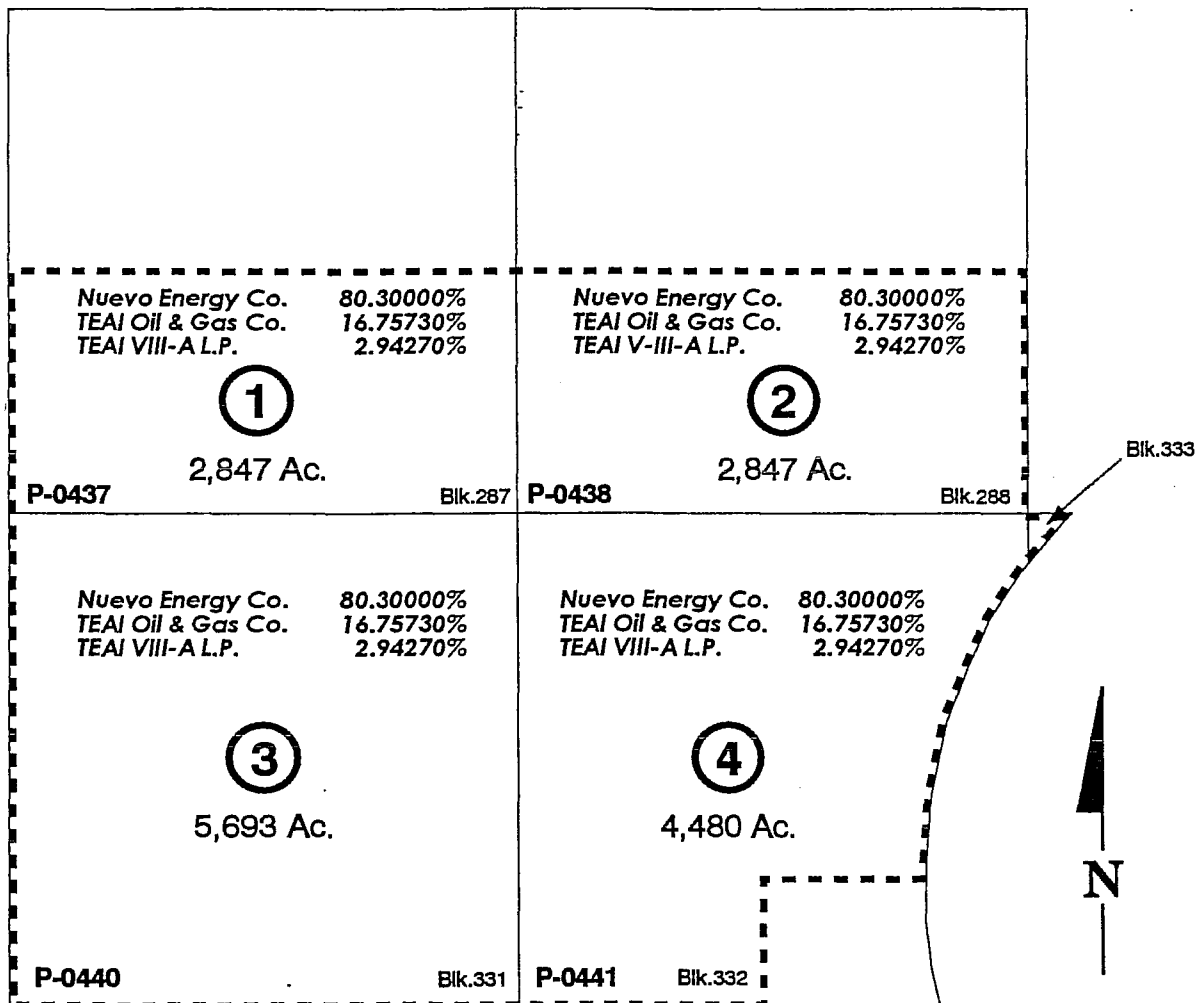 Nuevo Energy Co. 80.30000%
TEAI Oil & Gas Co. 16.75730%
TEAI VIII-A L.P. 2.94270%
1
2,847 Ac.
P-0437 Blk.287
Nuevo Energy Co. 80.30000%
TEAI Oil & Gas Co. 16.75730%
TEAI V-III-A L.P. 2.94270%
2
2,847 Ac.
P-0438 Blk.288
Blk.333
Nuevo Energy Co. 80.30000%
TEAI Oil & Gas Co. 16.75730%
TEAI VIII-A L.P. 2.94270%
3
5,693 Ac.
P-0440 Blk.331
Nuevo Energy Co. 80.30000%
TEAI Oil & Gas Co. 16.75730%
TEAI VIII-A L.P. 2.94270%
4
4,480 Ac.
P-0441 Blk.332
N